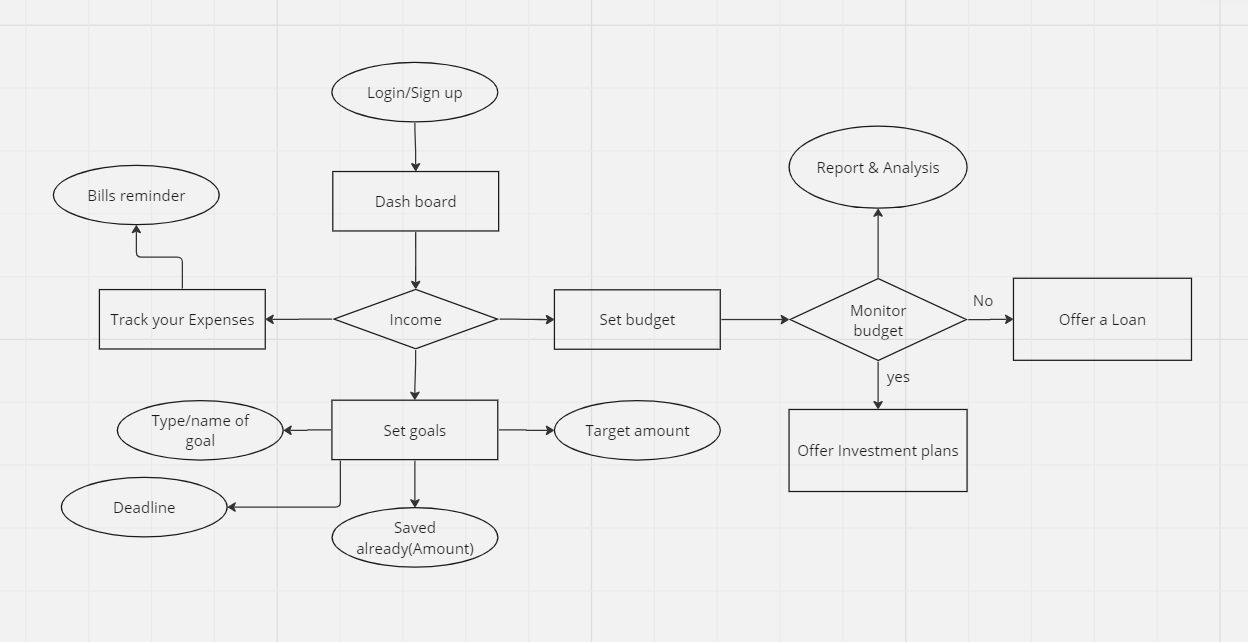 Login/Sign up
Report & Analysis
Bills reminder
Dash board
Track your Expenses
Income
Set budget
Monitor
budget
No
Offer a Loan
yes
Type/name of
goal
Set goals
Target amount
Offer Investment plans
Deadline
Saved
already(Amount)